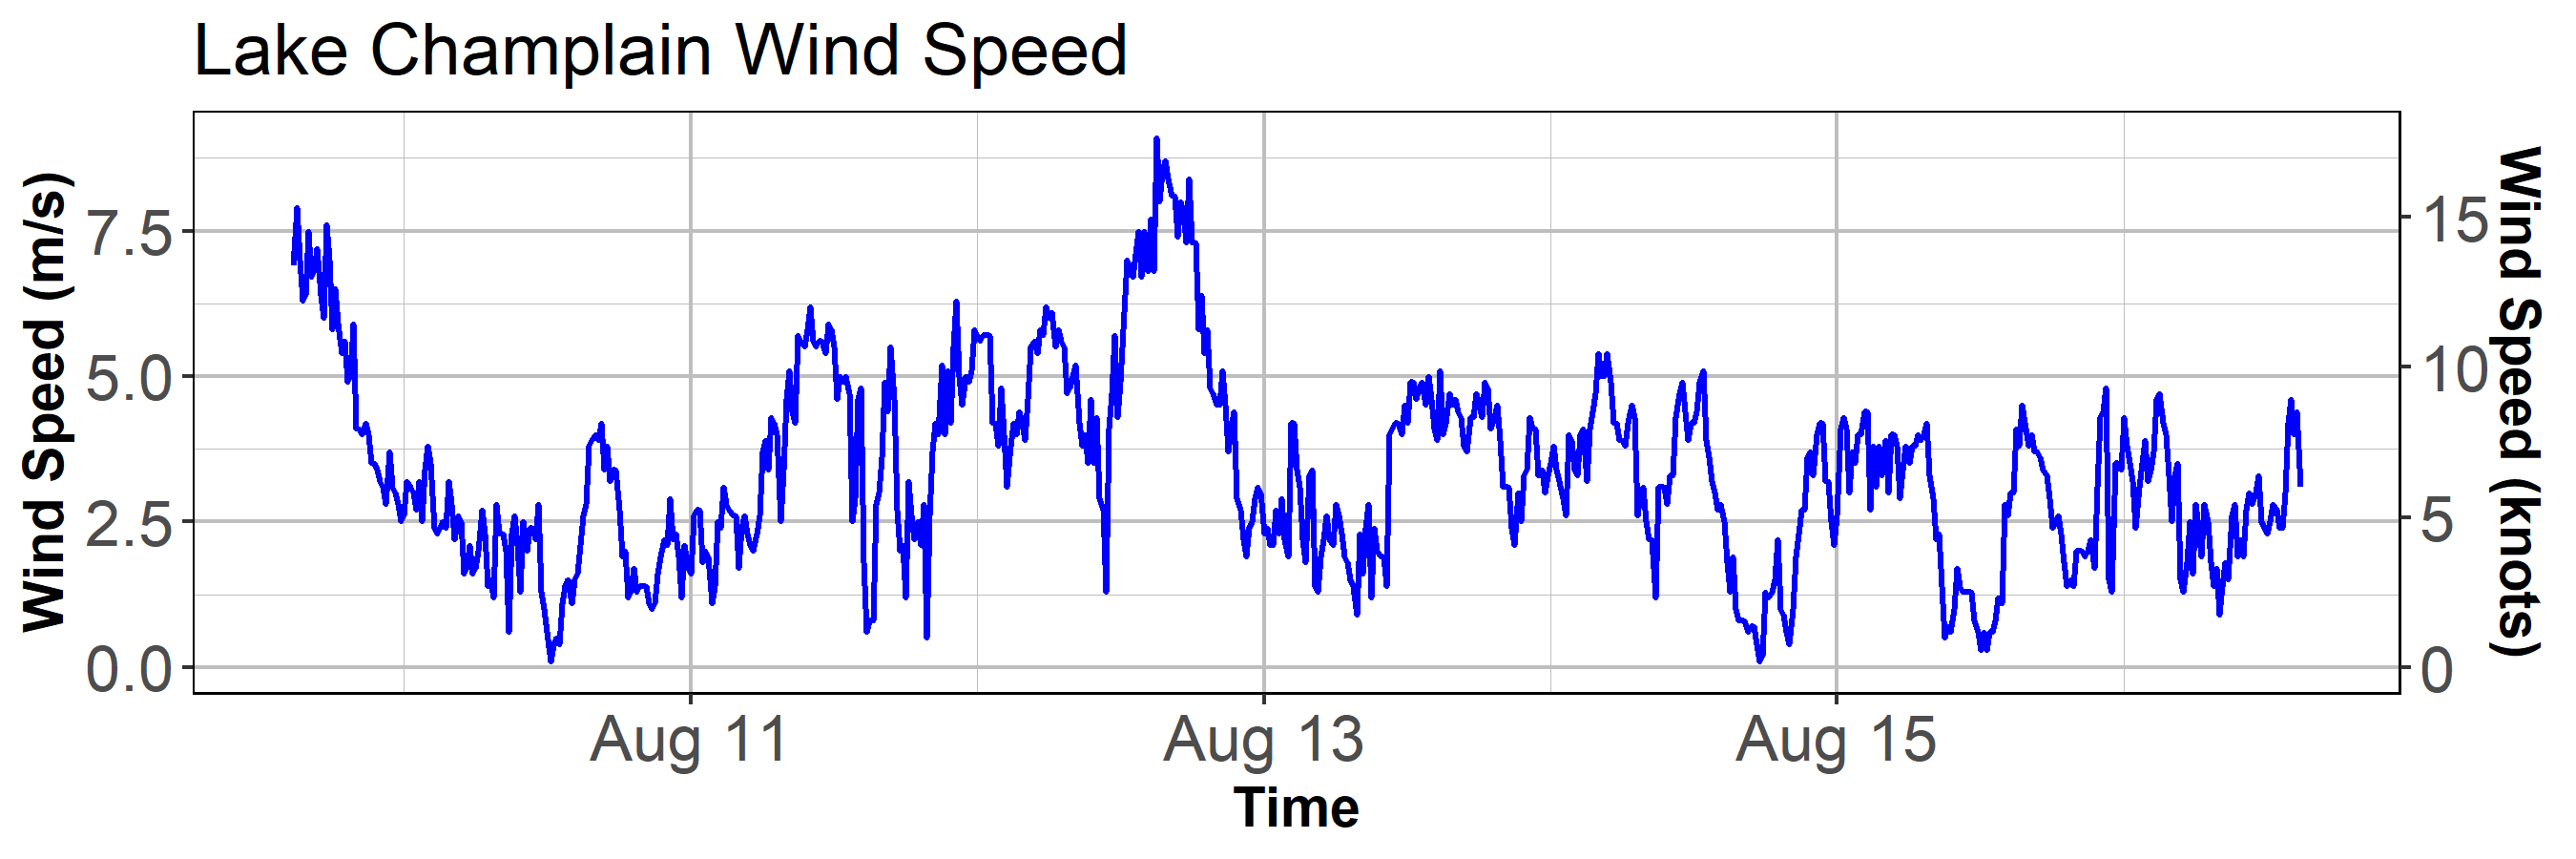 Lake Champlain Wind Speed
Wind Speed (m/s)
7.5
5.0
2.5
0.0
15
10
5
0
Wind Speed (knots)
Aug 11
Aug 13
Aug 15
Time